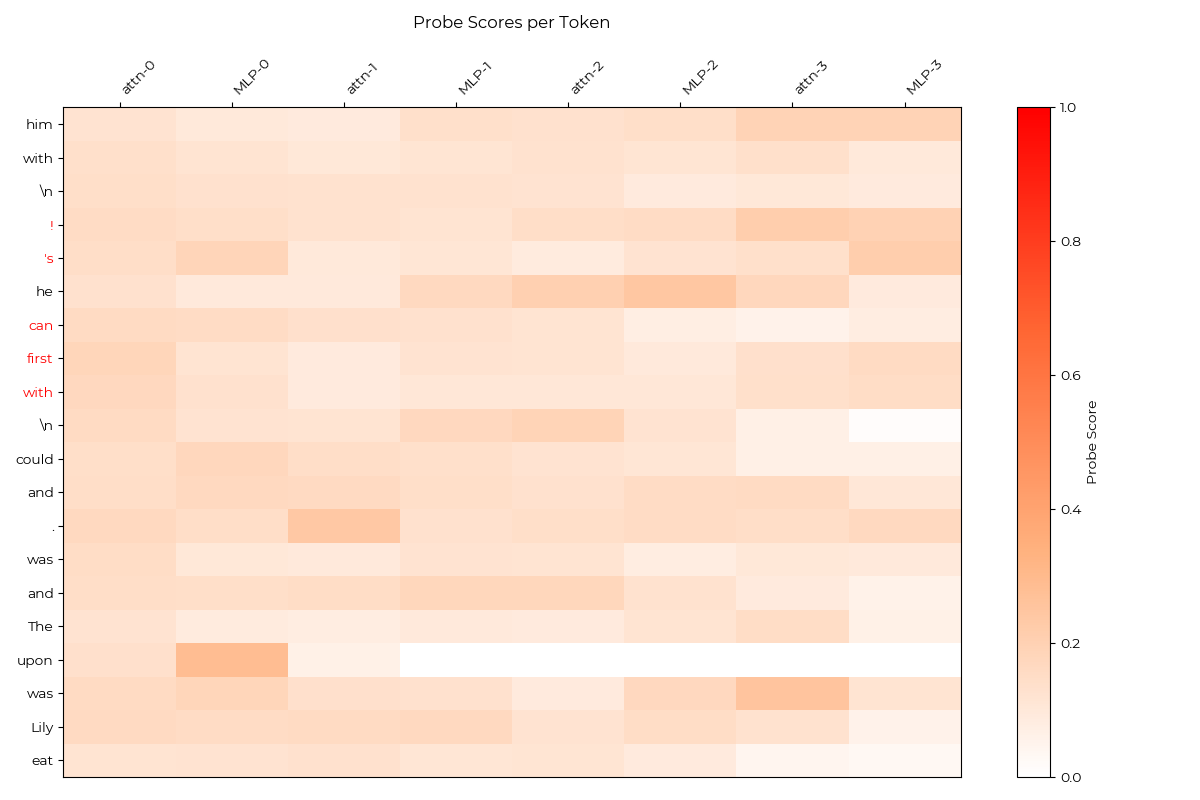 Probe Scores per Token
attn-0 MLP-0 attn-1 MLP-1 attn-2 MLP-2 attn-3 MLP-3
him
with
\n
!
's
he
can
first
with
\n
could
and
.
was
and
The
upon
was
Lily
eat
1.0
0.8
0.6
0.4
0.2
0.0
Probe Score